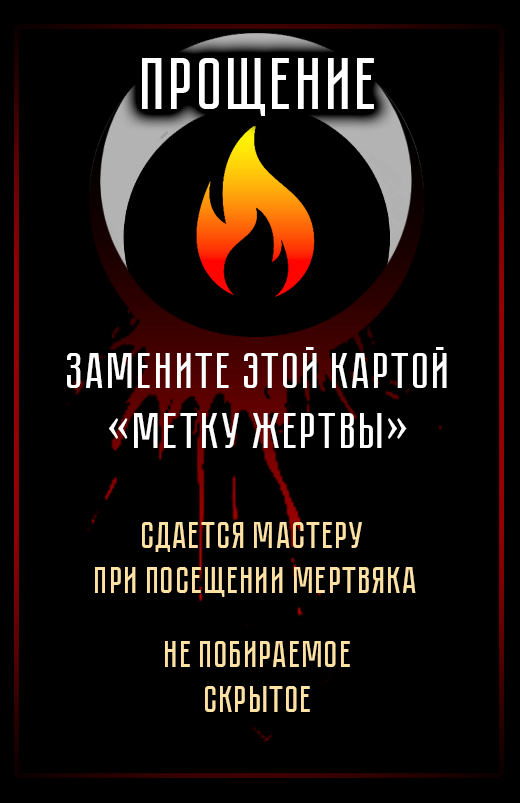 ПРОЩЕНИЕ
ЗАМЕНИТЕ ЭТОЙ КАРТОЙ
«МЕТКУ ЖЕРТВЫ»
СДАЕТСЯ МАСТЕРУ
ПРИ ПОСЕЩЕНИИ МЕРТВЯКА
НЕ ПОБИРАЕМОЕ
СКРЫТОЕ